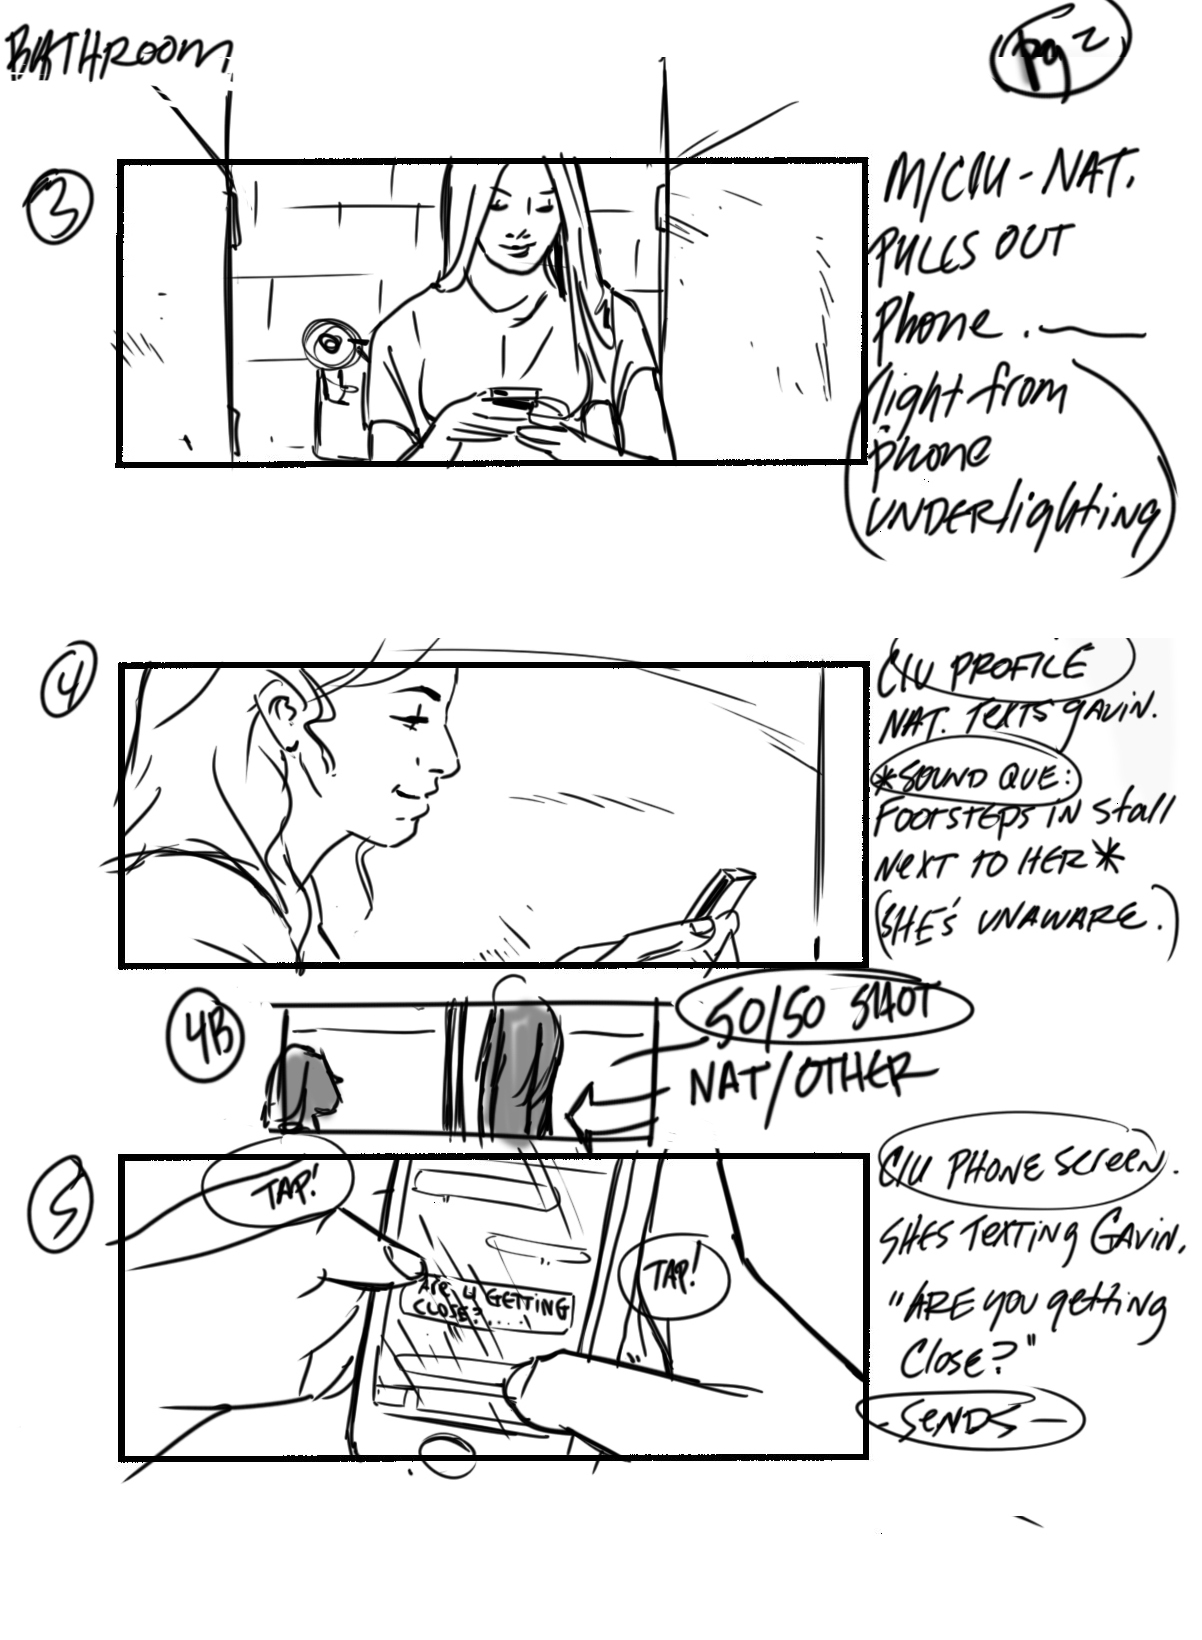 BATHROOM
pg 2
3
M/C/U - NAT.
PULLS OUT
Phone.
light from
phone
UNDERlighting
4
C/U PROFILE
NAT. TEXTS GAVIN.
*SOUND QUE:
FOOTSTEPS IN Stall
NEXT TO HER*
(SHE'S UNAWARE.)
4B
50/50 SHOT
NAT/OTHER
5
TAP!
TAP!
ARE U GETTING
CLOSE?.....
C/U PHONE SCREEN.
SHES TEXTING GAVIN.
"ARE YOU getting
Close?"
- SENDS -